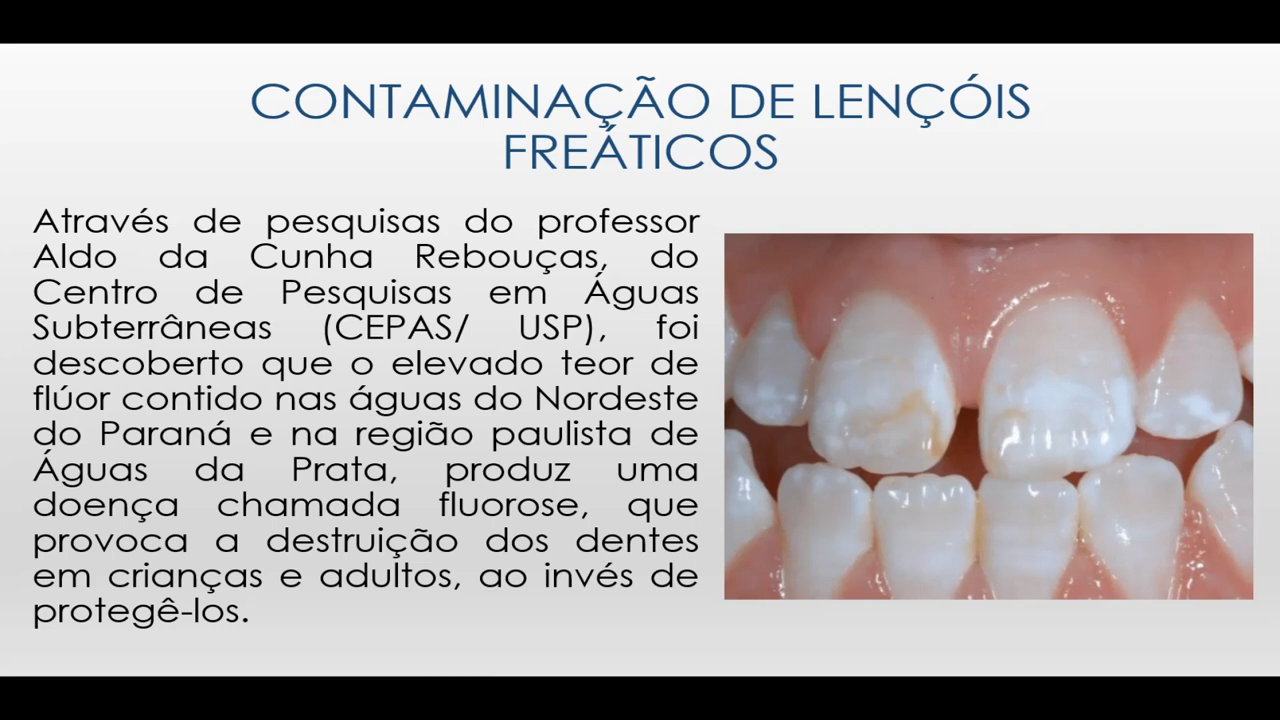 CONTAMINAÇÃO DE LENÇÓIS
FREÁTICOS
Através de pesquisas do professor
Aldo da Cunha Rebouças, do
Centro de Pesquisas em Águas
Subterrâneas (CEPAS/ USP), foi
descoberto que o elevado teor de
flúor contido nas águas do Nordeste
do Paraná e na região paulista de
Águas da Prata, produz uma
doença chamada fluorose, que
provoca a destruição dos dentes
em crianças e adultos, ao invés de
protegê-los.